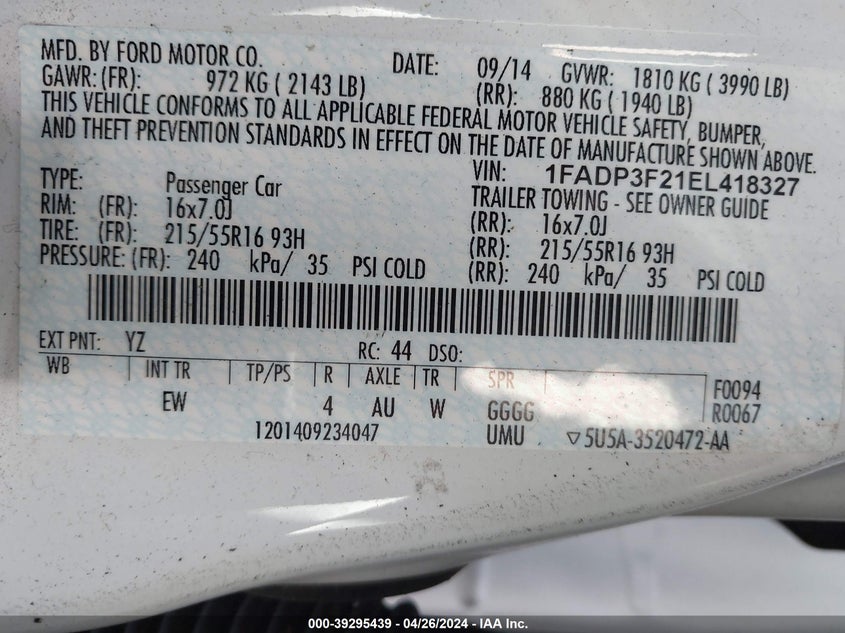 MFD. BY FORD MOTOR CO. DATE: 09/14 GVWR: 1810 KG ( 3990 LB)
GAWR: (FR): 972 KG ( 2143 LB) (RR): 880 KG ( 1940 LB)
THIS VEHICLE CONFORMS TO ALL APPLICABLE FEDERAL MOTOR VEHICLE SAFETY, BUMPER,
AND THEFT PREVENTION STANDARDS IN EFFECT ON THE DATE OF MANUFACTURE SHOWN ABOVE.
VIN: 1FADP3F21EL418327
TYPE: Passenger Car TRAILER TOWING - SEE OWNER GUIDE
RIM: (FR): 16x7.0J (RR): 16x7.0J
TIRE: (FR): 215/55R16 93H (RR): 215/55R16 93H
PRESSURE: (FR): 240 kPa/ 35 PSI COLD (RR): 240 kPa/ 35 PSI COLD
EXT PNT: YZ RC: 44 DSO:
WB INT TR TP/PS R AXLE TR SPR F0094
EW 4 AU W GGGG R0067
1201409234047 UMU ▽5U5A-3520472-AA
000-39295439 - 04/26/2024 - IAA Inc.